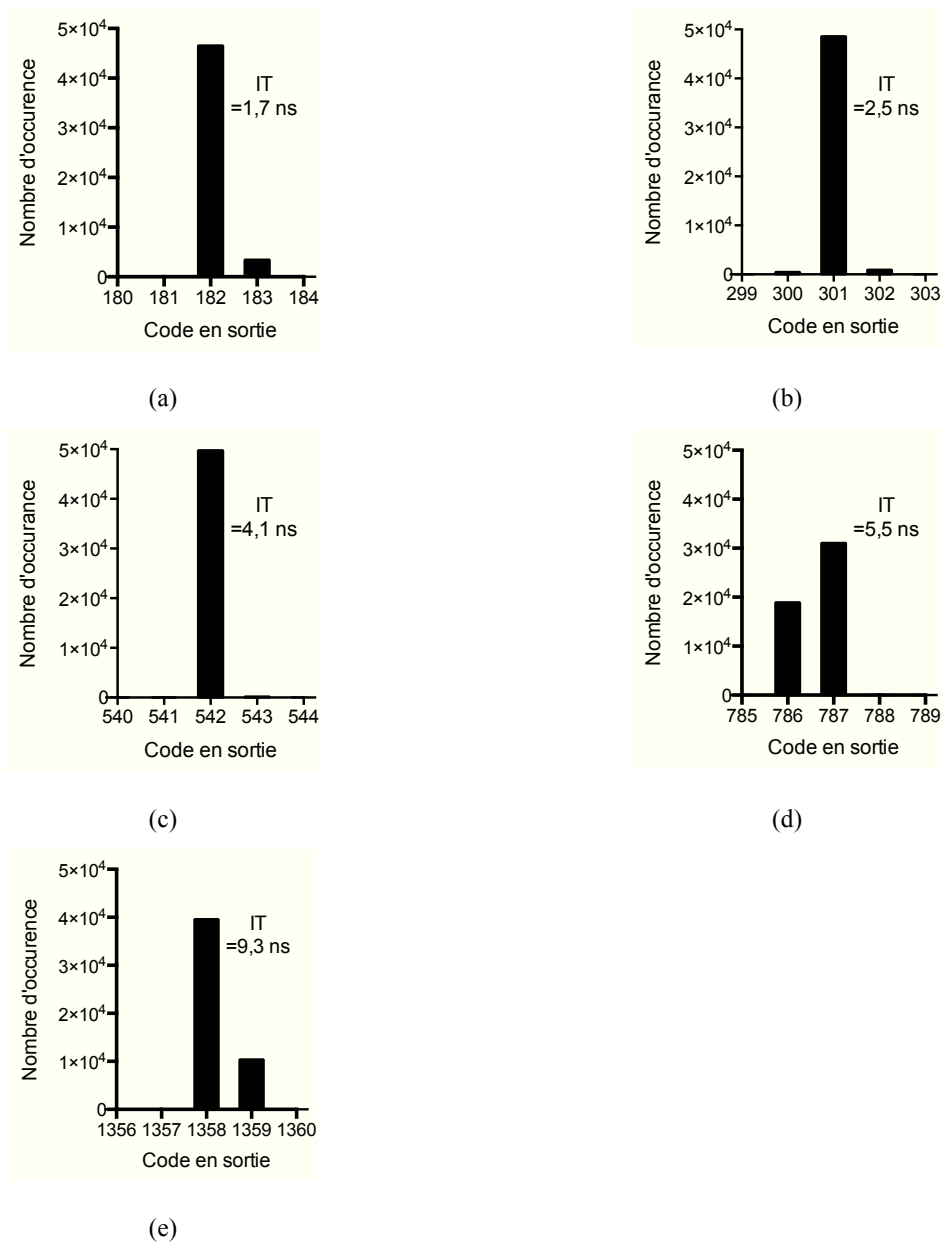 5×10⁴
4×10⁴
3×10⁴
2×10⁴
1×10⁴
0
Nombre d'occurence
IT
=1,7 ns
180 181 182 183 184
Code en sortie
(a)
5×10⁴
4×10⁴
3×10⁴
2×10⁴
1×10⁴
0
Nombre d'occurance
IT
=2,5 ns
299 300 301 302 303
Code en sortie
(b)
5×10⁴
4×10⁴
3×10⁴
2×10⁴
1×10⁴
0
Nombre d'occurance
IT
=4,1 ns
540 541 542 543 544
Code en sortie
(c)
5×10⁴
4×10⁴
3×10⁴
2×10⁴
1×10⁴
0
Nombre d'occurence
IT
=5,5 ns
785 786 787 788 789
Code en sortie
(d)
5×10⁴
4×10⁴
3×10⁴
2×10⁴
1×10⁴
0
Nombre d'occurence
IT
=9,3 ns
1356 1357 1358 1359 1360
Code en sortie
(e)